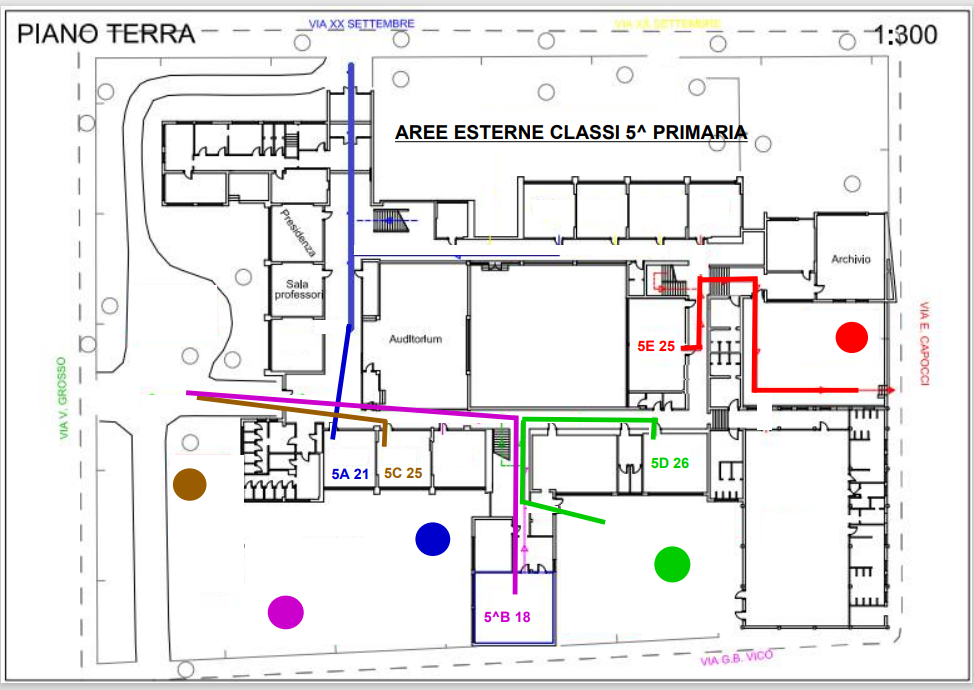 VIA XX SETTEMBRE
VIA XX SETTEMBRE
PIANO TERRA
1:300
AREE ESTERNE CLASSI 5^ PRIMARIA
Presidenza
Sala
professori
Auditorium
Archivio
VIA E. CAPOCCI
VIA V. GROSSO
5E 25
5A 21
5C 25
5D 26
5^B 18
VIA G.B. VICO